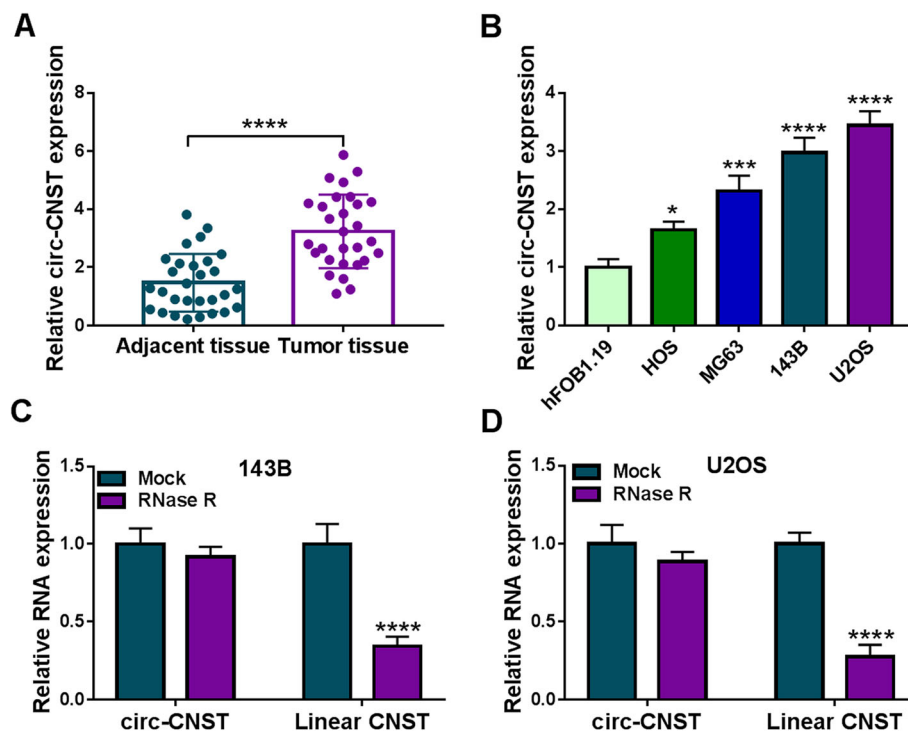 A
Relative circ-CNST expression
8
6
4
2
0
****
Adjacent tissue Tumor tissue
B
Relative circ-CNST expression
4
3
2
1
0
*
***
****
****
hFOB1.19
HOS
MG63
143B
U2OS
C
Relative RNA expression
1.5
1.0
0.5
0.0
Mock
RNase R
143B
****
circ-CNST Linear CNST
D
Relative RNA expression
1.5
1.0
0.5
0.0
Mock
RNase R
U2OS
****
circ-CNST Linear CNST